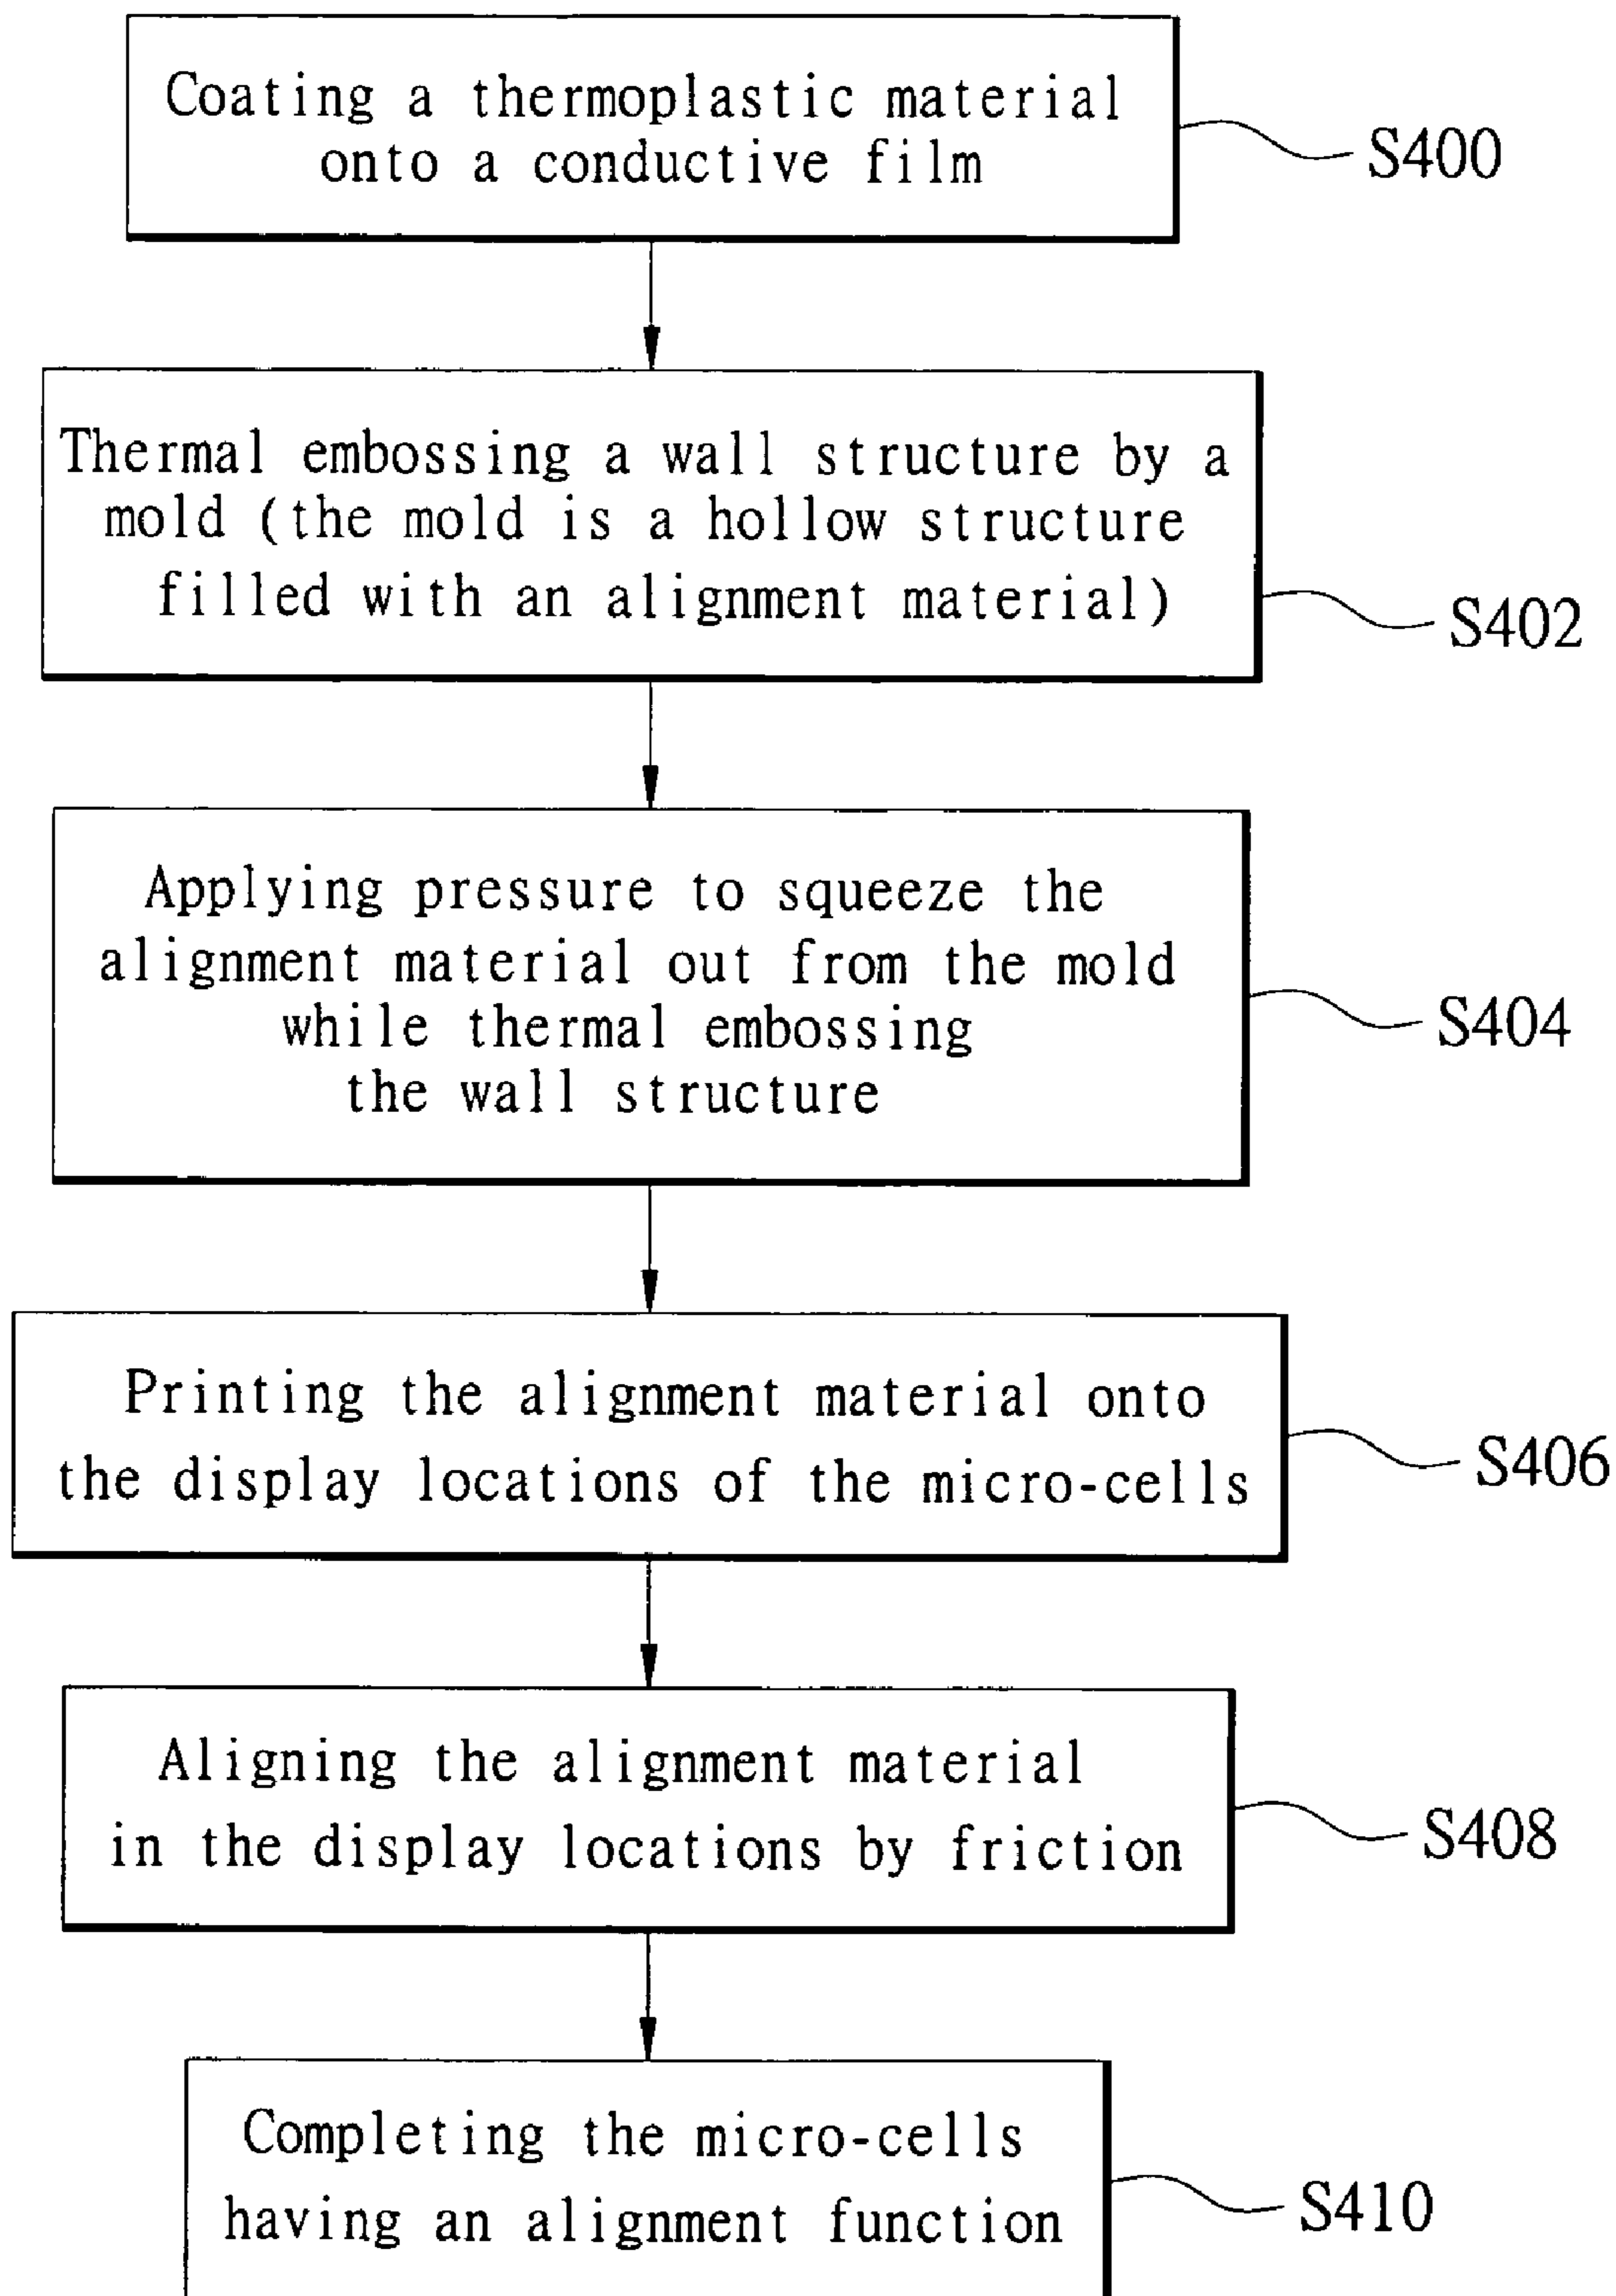 Coating a thermoplastic material
onto a conductive film
S400
Thermal embossing a wall structure by a
mold (the mold is a hollow structure
filled with an alignment material)
S402
Applying pressure to squeeze the
alignment material out from the mold
while thermal embossing
the wall structure
S404
Printing the alignment material onto
the display locations of the micro-cells
S406
Aligning the alignment material
in the display locations by friction
S408
Completing the micro-cells
having an alignment function
S410